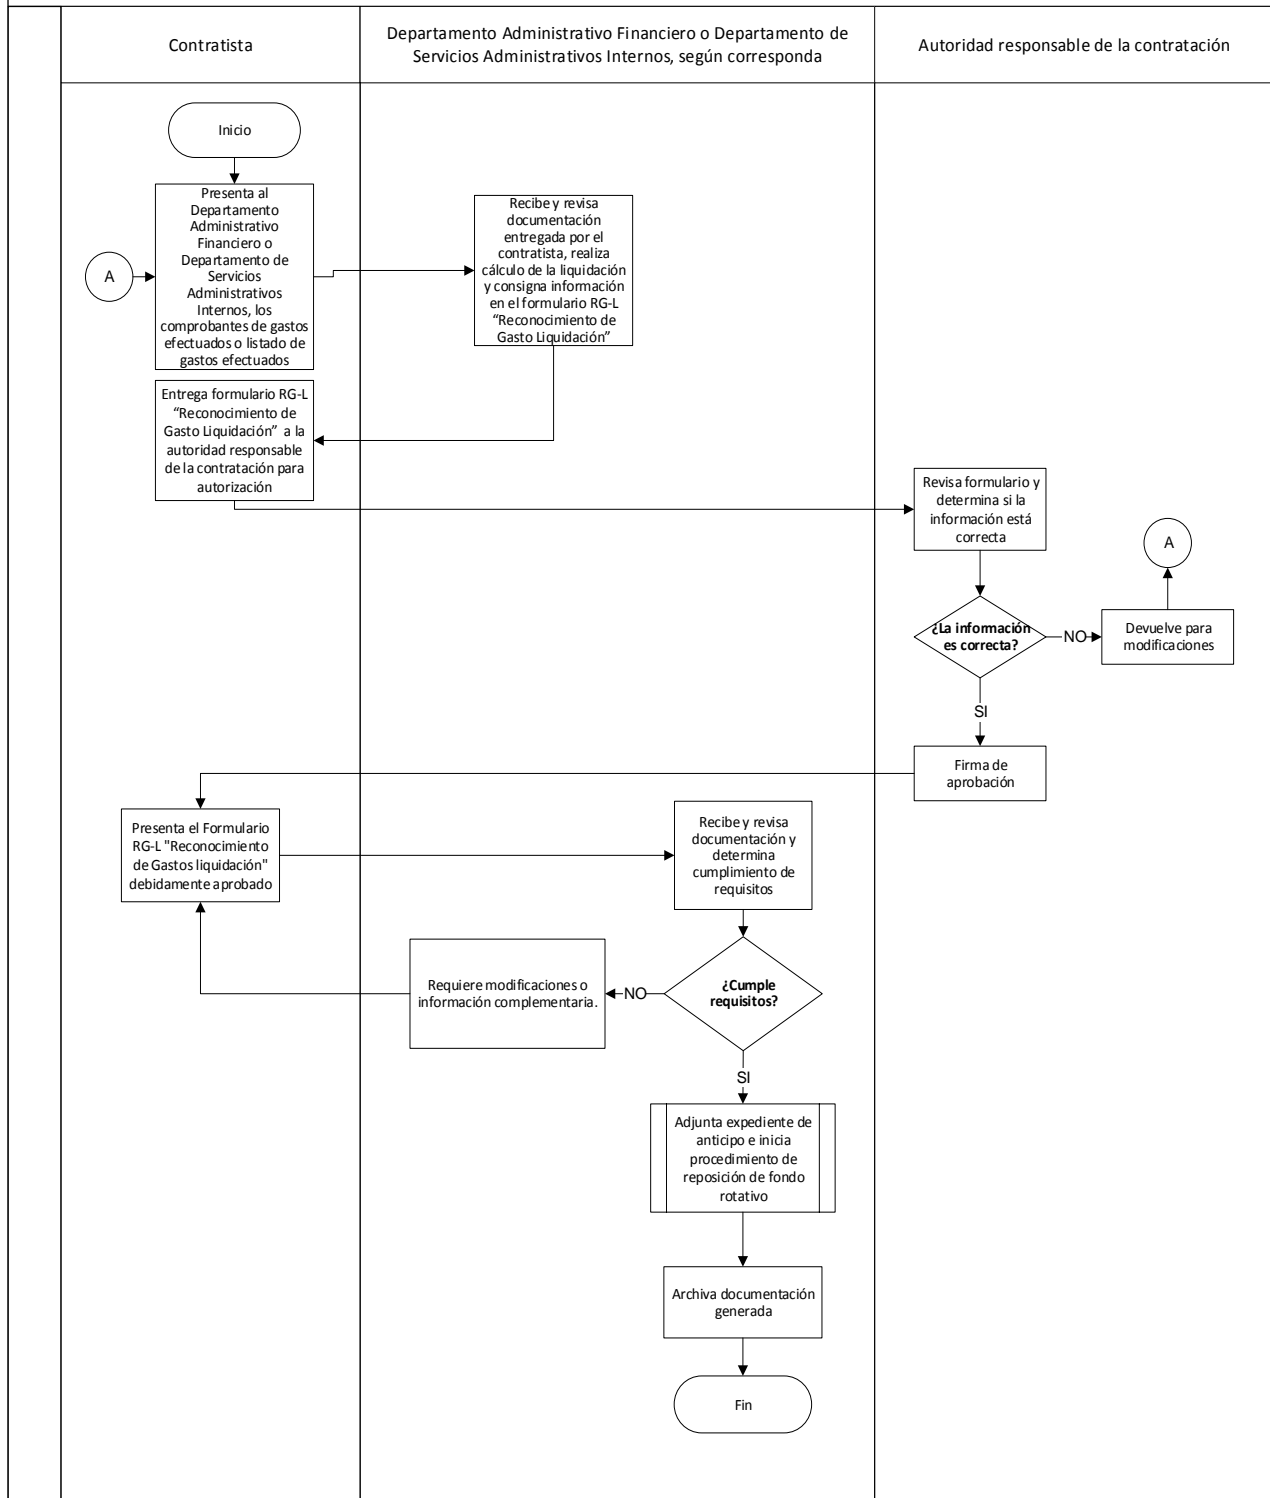 Contratista
Departamento Administrativo Financiero o Departamento de
Servicios Administrativos Internos, según corresponda
Autoridad responsable de la contratación
Inicio
Presenta al
Departamento
Administrativo
Financiero o
Departamento de
Servicios
Administrativos
Internos, los
comprobantes de gastos
efectuados o listado de
gastos efectuados
A
Recibe y revisa
documentación
entregada por el
contratista, realiza
cálculo de la liquidación
y consigna información
en el formulario RG-L
“Reconocimiento de
Gasto Liquidación”
Entrega formulario RG-L
“Reconocimiento de
Gasto Liquidación” a la
autoridad responsable
de la contratación para
autorización
Revisa formulario y
determina si la
información está
correcta
A
¿La información
es correcta?
NO
Devuelve para
modificaciones
SI
Firma de
aprobación
Presenta el Formulario
RG-L "Reconocimiento
de Gastos liquidación"
debidamente aprobado
Recibe y revisa
documentación y
determina
cumplimiento de
requisitos
Requiere modificaciones o
información complementaria.
NO
¿Cumple
requisitos?
SI
Adjunta expediente de
anticipo e inicia
procedimiento de
reposición de fondo
rotativo
Archiva documentación
generada
Fin